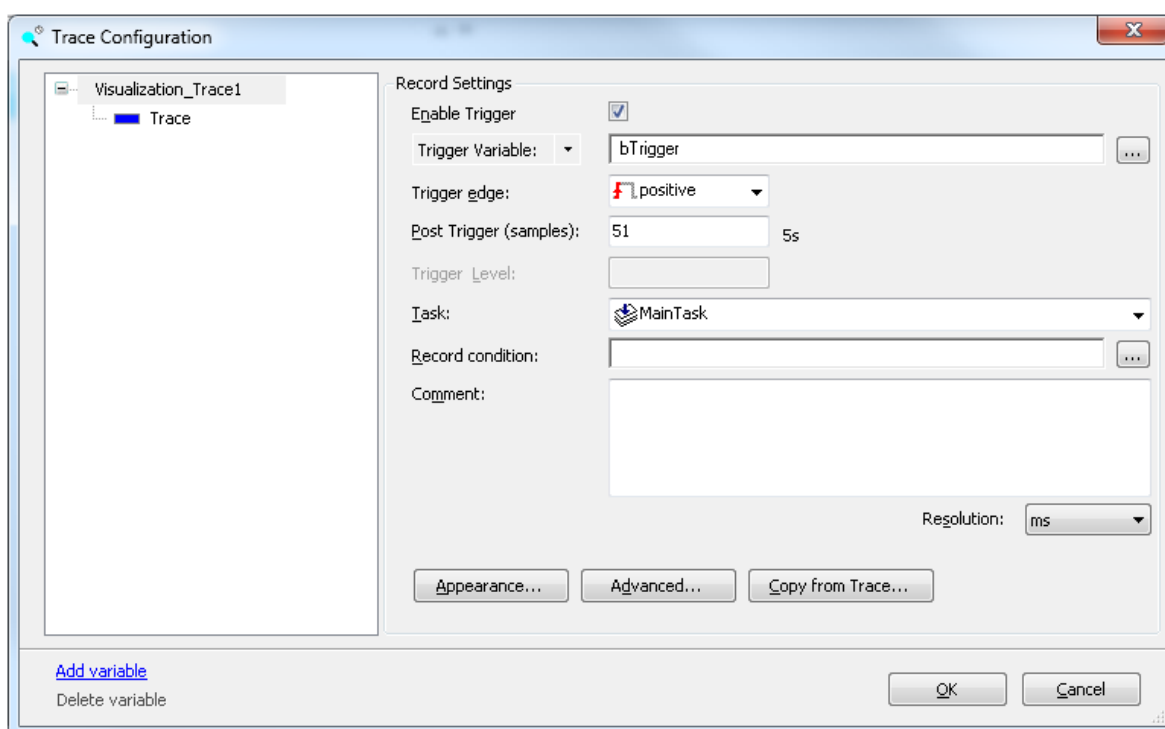 Trace Configuration
Visualization_Trace1
Trace
Record Settings
Enable Trigger
Trigger Variable: bTrigger ...
Trigger edge: positive
Post Trigger (samples): 51 5s
Trigger Level:
Task: MainTask
Record condition: ...
Comment:
Resolution: ms
Appearance... Advanced... Copy from Trace...
Add variable
Delete variable
OK Cancel